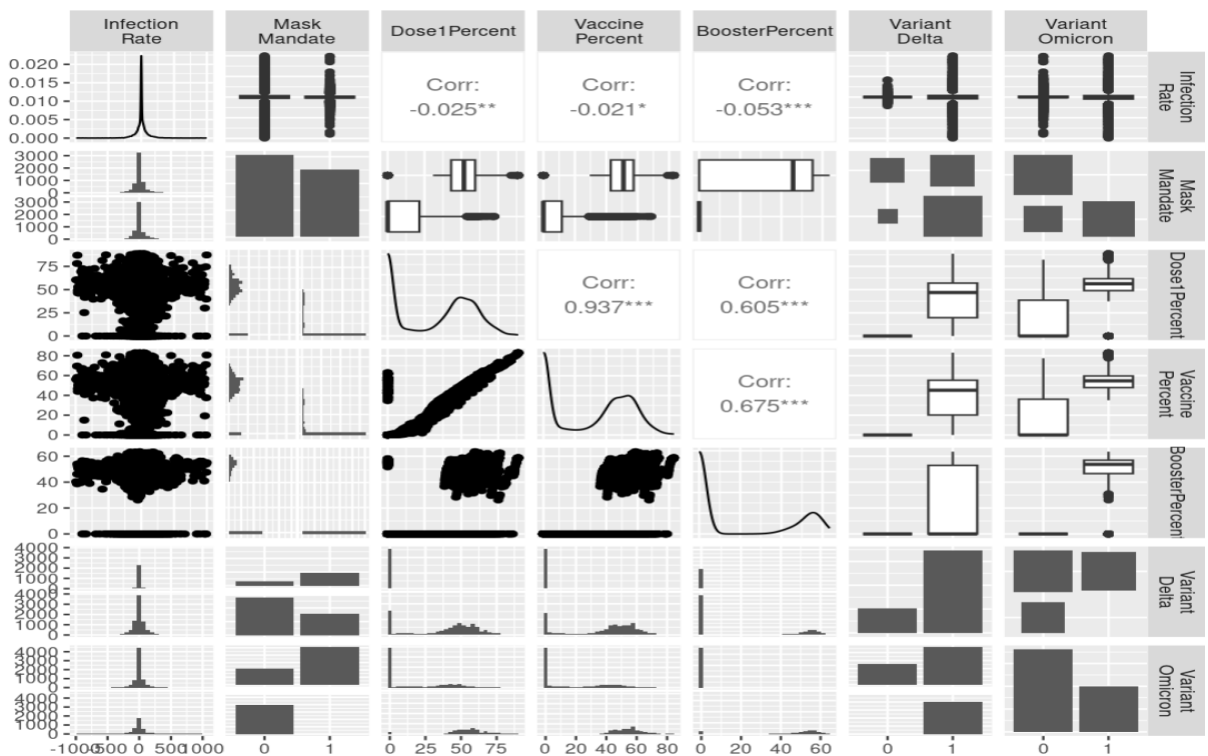 Infection
Rate
Mask
Mandate
Dose1Percent
Vaccine
Percent
BoosterPercent
Variant
Delta
Variant
Omicron
0.020
0.015
0.010
0.005
0.000
Corr:
-0.025**
Corr:
-0.021*
Corr:
-0.053***
Infection
Rate
3000
2000
1000
0
3000
2000
1000
0
Mask
Mandate
75
50
25
0
Corr:
0.937***
Corr:
0.605***
Dose1Percent
80
60
40
20
0
Corr:
0.675***
Vaccine
Percent
60
40
20
0
BoosterPercent
4000
3000
2000
1000
0
4000
3000
2000
1000
0
Variant
Delta
4000
3000
2000
1000
0
4000
3000
2000
1000
0
Variant
Omicron
-1000 0 500 1000
0 1
0 25 50 75
0 20 40 60 80
0 20 40 60
0 1
0 1